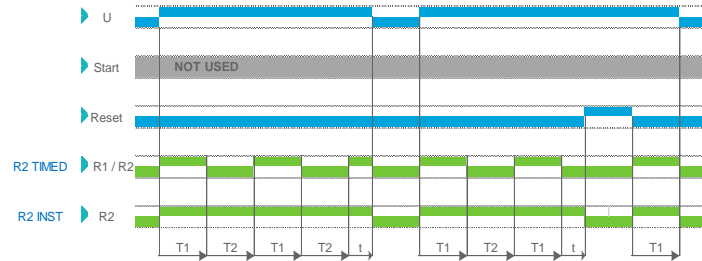 U
Start NOT USED
Reset
R2 TIMED R1 / R2
R2 INST R2
T1 T2 T1 T2 t T1 T2 T1 t T1